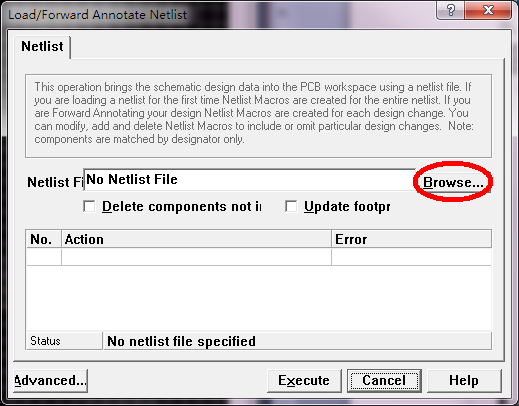 Load/Forward Annotate Netlist
Netlist
This operation brings the schematic design data into the PCB workspace using a netlist file. If
you are loading a netlist for the first time Netlist Macros are created for the entire netlist. If you
are Forward Annotating your design Netlist Macros are created for each design change. You
can modify, add and delete Netlist Macros to include or omit particular design changes. Note:
components are matched by designator only.
Netlist Fi No Netlist File Browse...
Delete components not in Update footpr
No. Action Error
Status No netlist file specified
Advanced... Execute Cancel Help